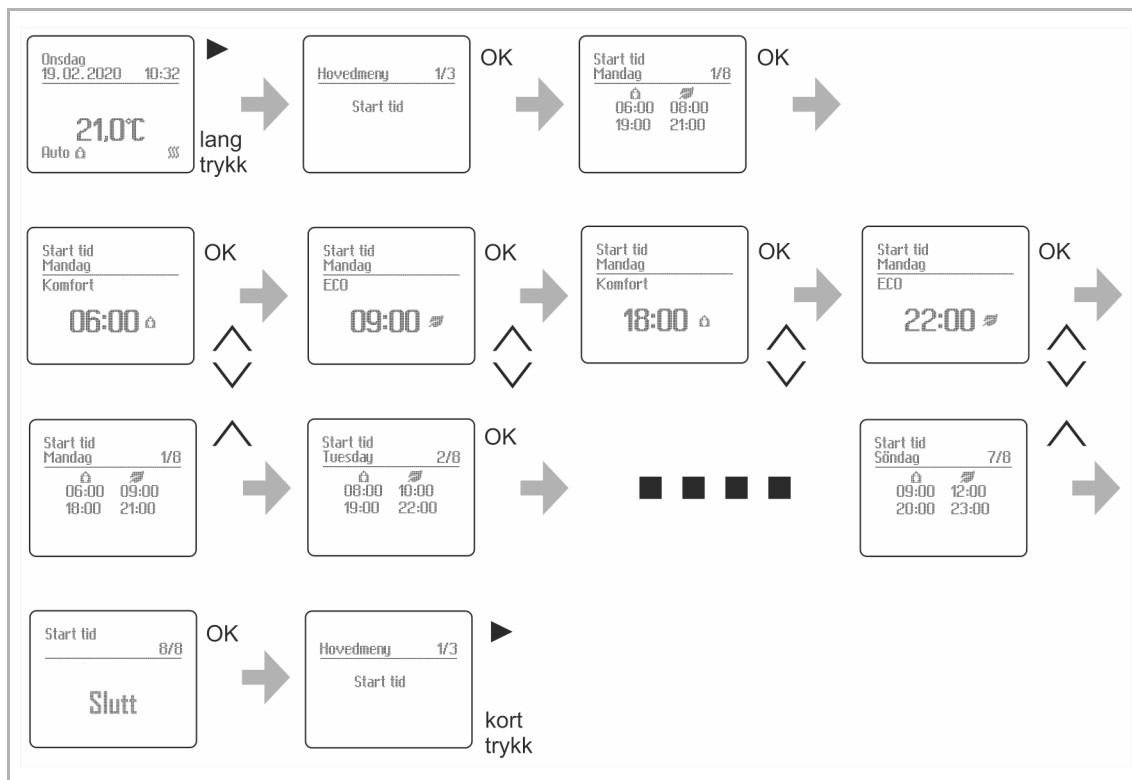 Onsdag
19.02.2020 10:32
21,0°C
Auto
lang
trykk
Hovedmeny 1/3
Start tid
OK
Start tid
Mandag 1/8
06:00 08:00
19:00 21:00
OK
Start tid
Mandag
Komfort
06:00
OK
Start tid
Mandag
ECO
09:00
OK
Start tid
Mandag
Komfort
18:00
OK
Start tid
Mandag
ECO
22:00
OK
Start tid
Mandag 1/8
06:00 09:00
18:00 21:00
Start tid
Tuesday 2/8
08:00 10:00
19:00 22:00
OK
Start tid
Söndag 7/8
09:00 12:00
20:00 23:00
Start tid
8/8
Slutt
OK
Hovedmeny 1/3
Start tid
kort
trykk